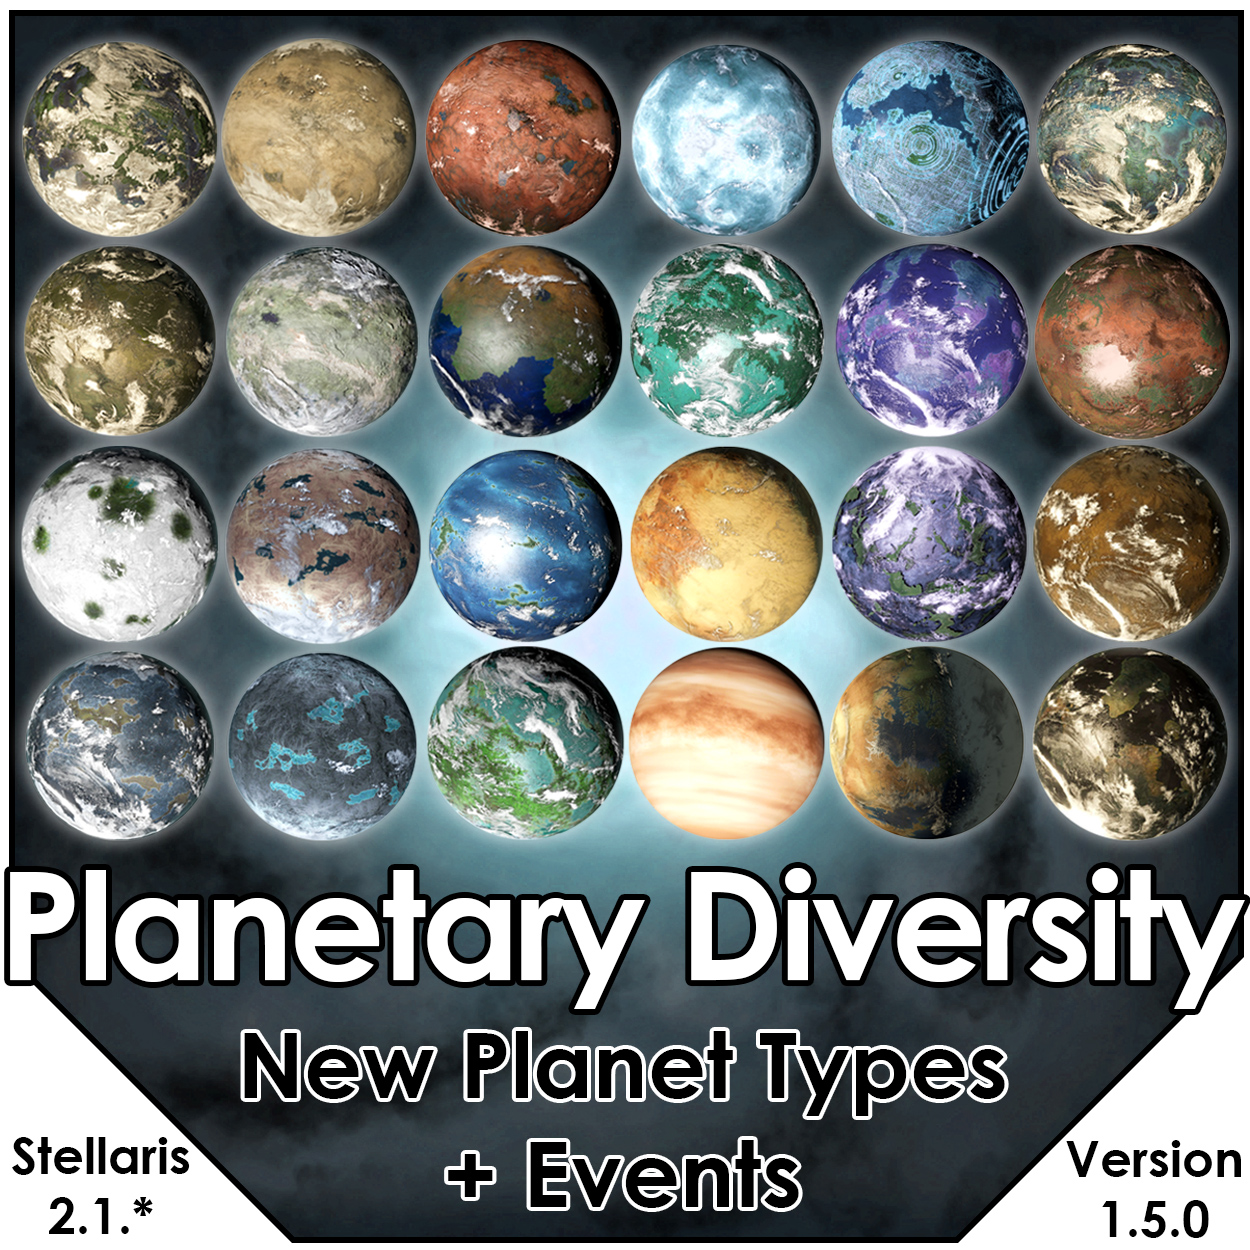 Planetary Diversity
New Planet Types
+ Events
Stellaris
2.1.*
Version
1.5.0